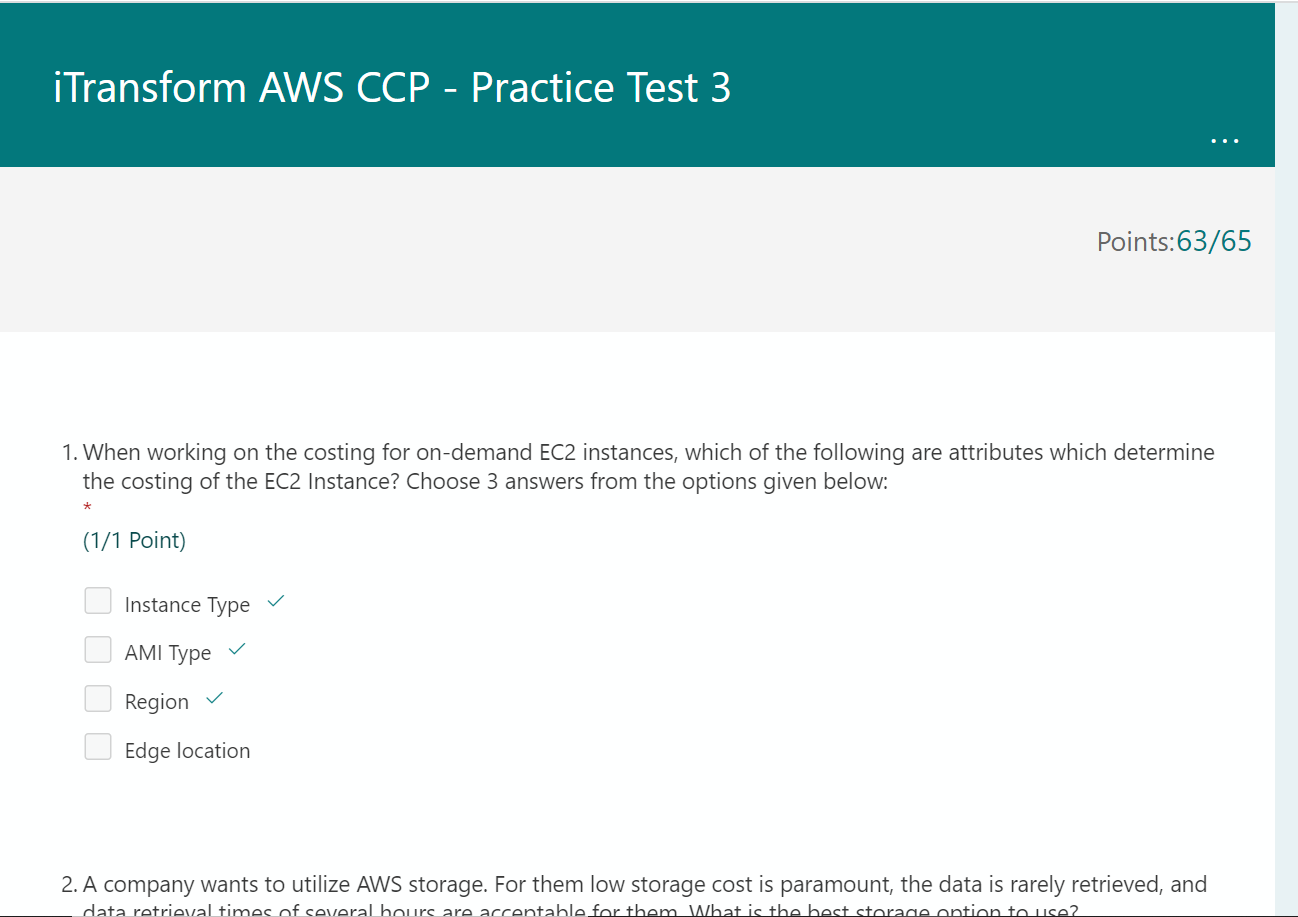 iTransform AWS CCP - Practice Test 3
...
Points:63/65
1. When working on the costing for on-demand EC2 instances, which of the following are attributes which determine
the costing of the EC2 Instance? Choose 3 answers from the options given below:
*
(1/1 Point)
Instance Type
AMI Type
Region
Edge location
2. A company wants to utilize AWS storage. For them low storage cost is paramount, the data is rarely retrieved, and
data retrieval times of several hours are acceptable for them. What is the best storage option to use?